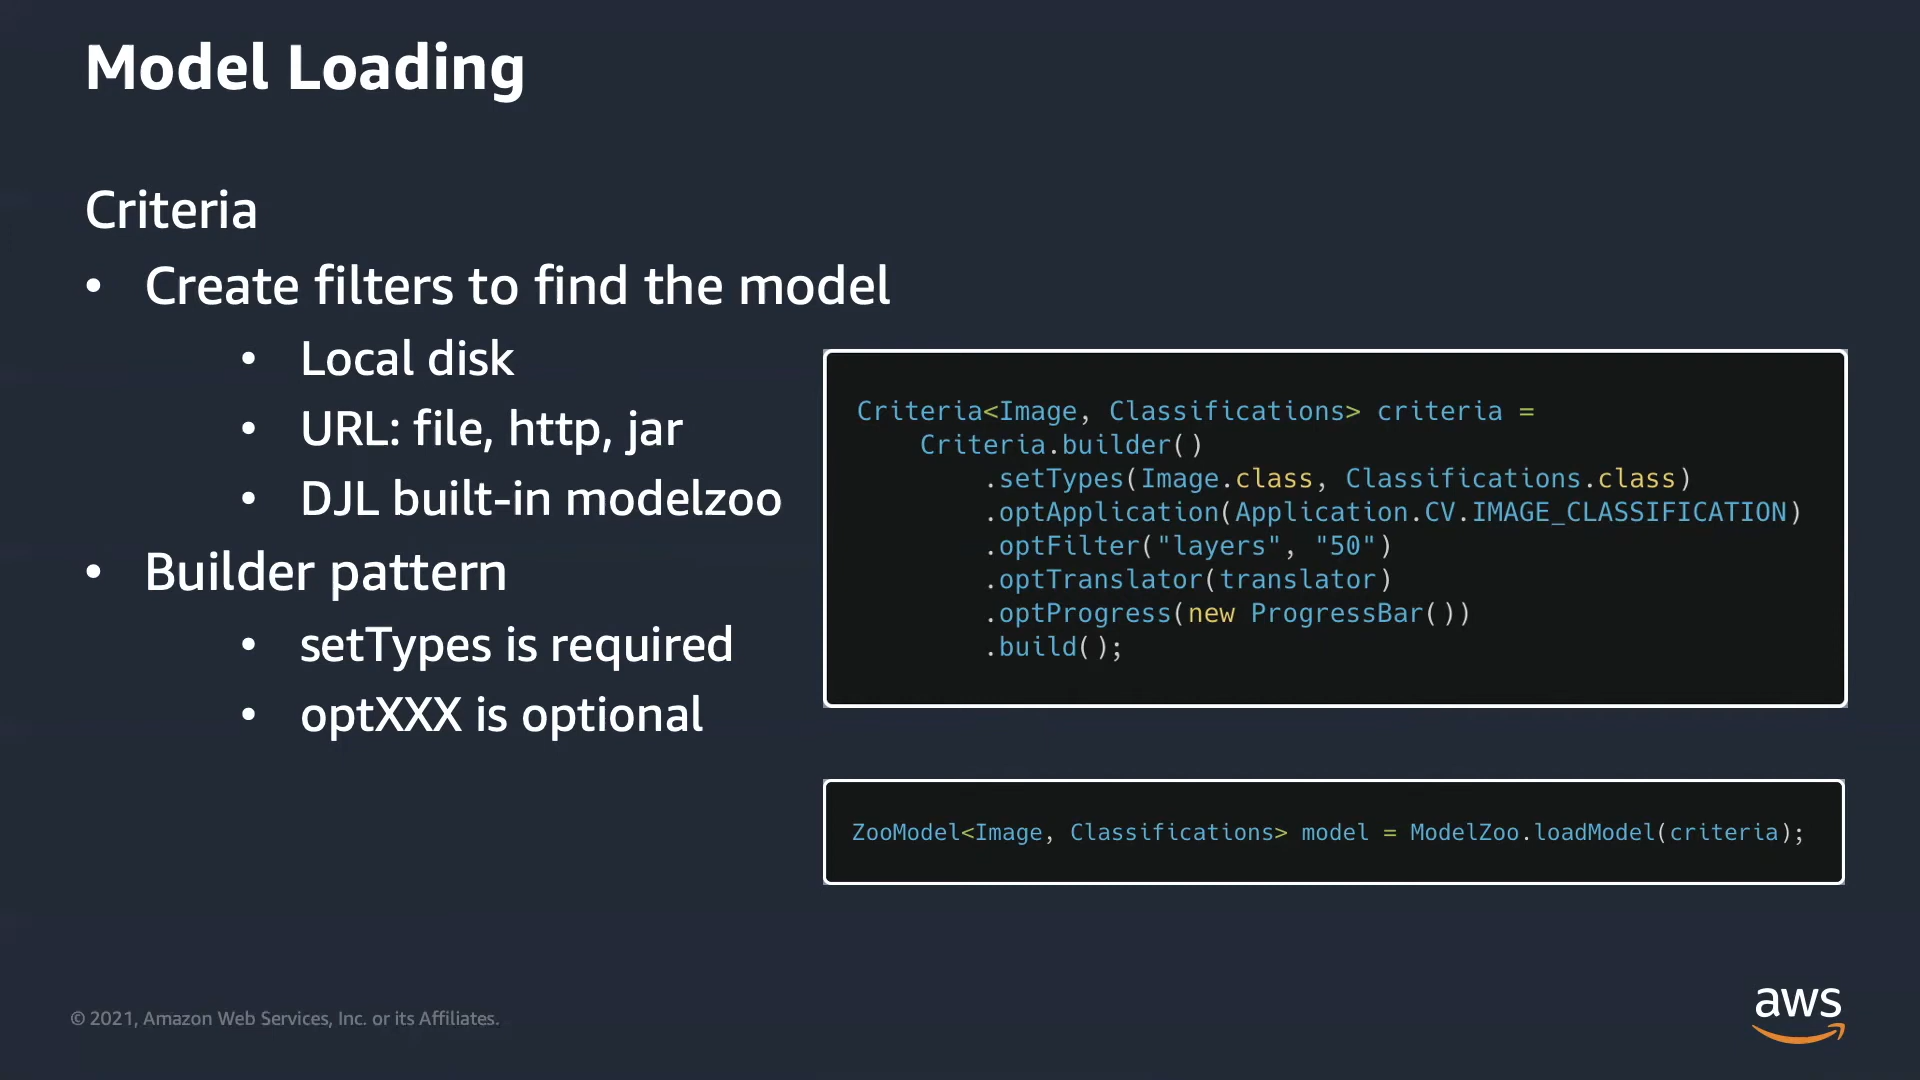 Model Loading
Criteria
• Create filters to find the model
• Local disk
• URL: file, http, jar
• DJL built-in modelzoo
• Builder pattern
• setTypes is required
• optXXX is optional
Criteria<Image, Classifications> criteria =
    Criteria.builder()
        .setTypes(Image.class, Classifications.class)
        .optApplication(Application.CV.IMAGE_CLASSIFICATION)
        .optFilter("layers", "50")
        .optTranslator(translator)
        .optProgress(new ProgressBar())
        .build();
ZooModel<Image, Classifications> model = ModelZoo.loadModel(criteria);
© 2021, Amazon Web Services, Inc. or its Affiliates.
aws